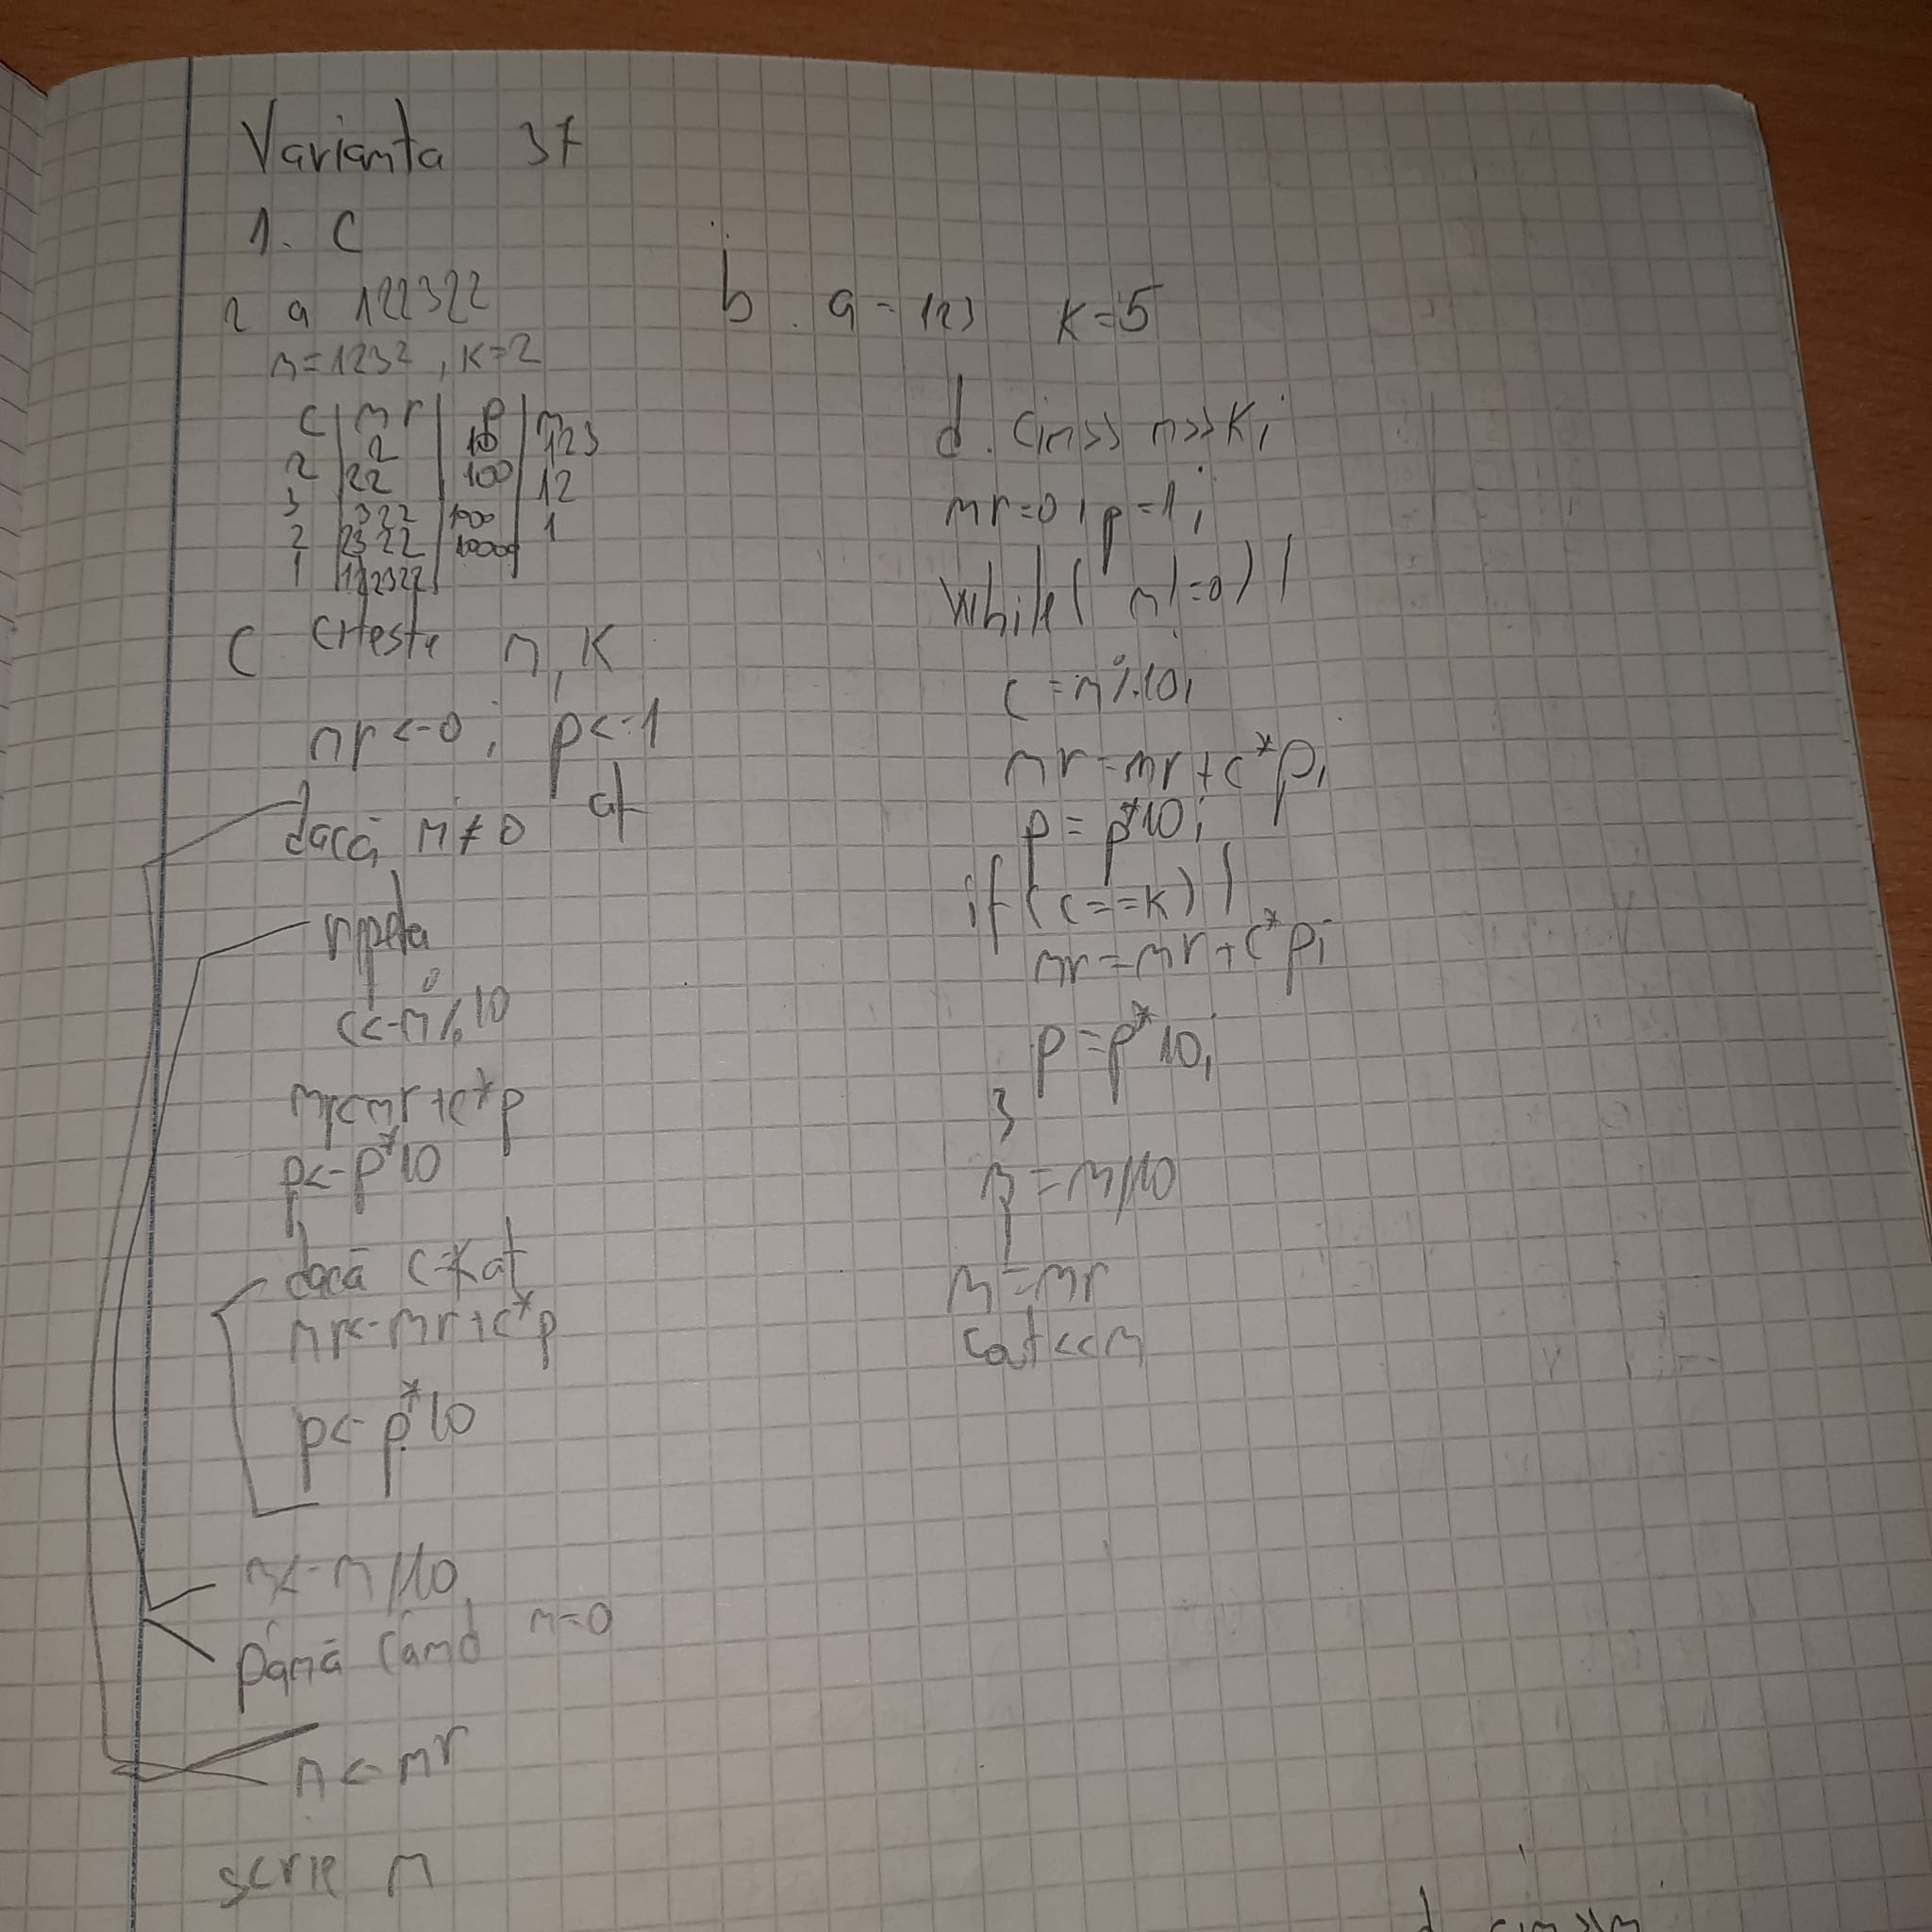 Varianta 37
1. C
2 a 122322
n=1232, K=2
c | nr | p | n
2 | 10 | 123
2 22 100 12
3 322 1000 1
2 2322 10000
1 122322
c citeste n, K
nr <-0; p<-1
dacă n≠0 at
repeta
c<-n%10
nr<nr+c*p
p<-p*10
dacă c=K at
nr<-nr+c*p
p<-p*10
n<-n/10
până când n=0
n<-nr
scrie n
b. a=123 K=5
d. cin>> n>>K;
nr=0, p=1;
while( n!=0) {
c=n%10;
nr=nr+c*p;
p=p*10;
if(c==K) {
nr=nr+c*p;
p=p*10;
}
n=n/10
n=nr
cout<<n
d cin>>n